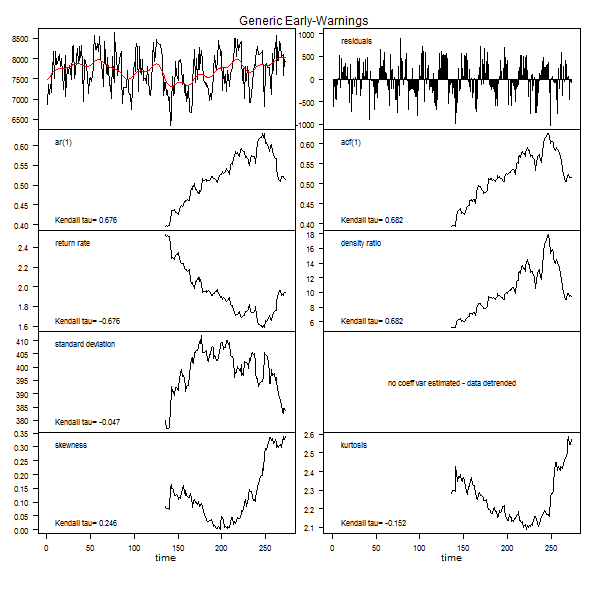 Generic Early-Warnings
8500
8000
7500
7000
6500
residuals
1000
500
0
-500
-1000
ar(1)
0.60
0.55
0.50
0.45
0.40
Kendall tau= 0.676
acf(1)
0.60
0.55
0.50
0.45
0.40
Kendall tau= 0.682
return rate
2.4
2.2
2.0
1.8
1.6
Kendall tau= -0.676
density ratio
18
16
14
12
10
8
6
Kendall tau= 0.682
standard deviation
410
405
400
395
390
385
380
375
Kendall tau= -0.047
no coeff var estimated - data detrended
skewness
0.35
0.30
0.25
0.20
0.15
0.10
0.05
0.00
Kendall tau= 0.246
0 50 100 150 200 250
time
kurtosis
2.6
2.5
2.4
2.3
2.2
2.1
Kendall tau= -0.152
0 50 100 150 200 250
time